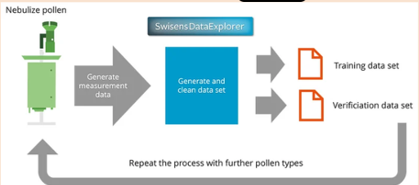 Nebulize pollen
SwisensDataExplorer
Generate
measurement
data
Generate and
clean data set
Training data set
Verificiation data set
Repeat the process with further pollen types